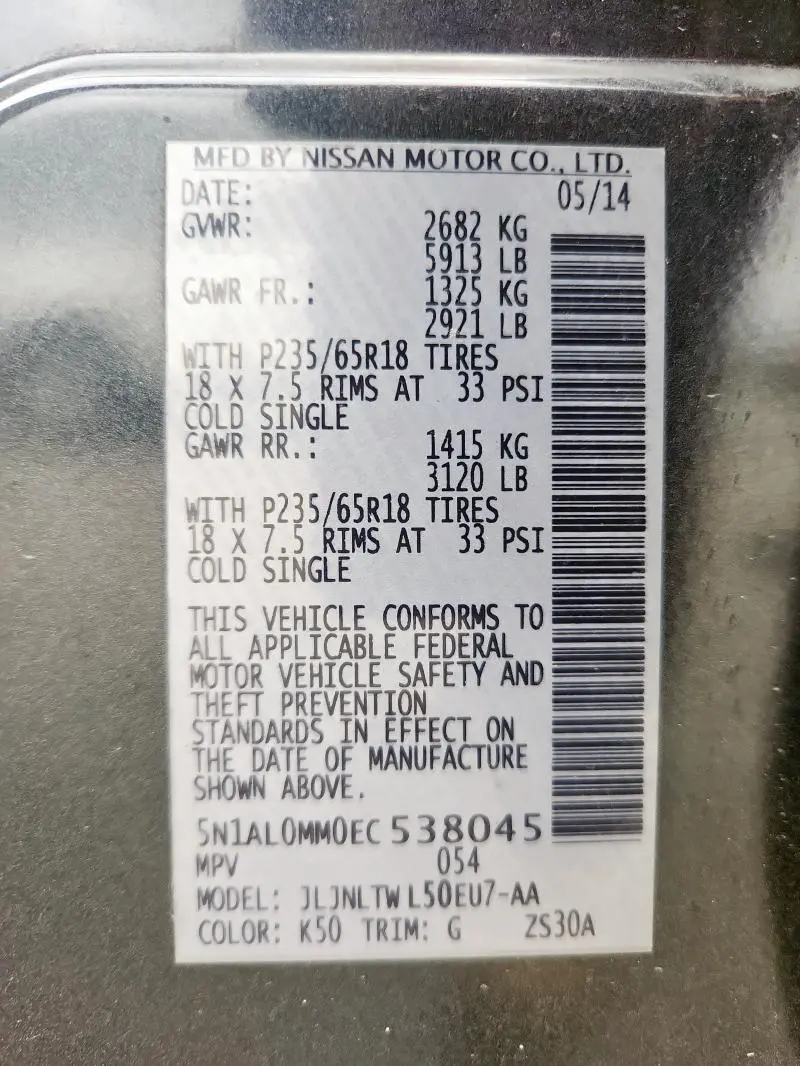 MFD BY NISSAN MOTOR CO., LTD.
DATE: 05/14
GVWR: 2682 KG
5913 LB
GAWR FR.: 1325 KG
2921 LB
WITH P235/65R18 TIRES
18 X 7.5 RIMS AT 33 PSI
COLD SINGLE
GAWR RR.: 1415 KG
3120 LB
WITH P235/65R18 TIRES
18 X 7.5 RIMS AT 33 PSI
COLD SINGLE
THIS VEHICLE CONFORMS TO
ALL APPLICABLE FEDERAL
MOTOR VEHICLE SAFETY AND
THEFT PREVENTION
STANDARDS IN EFFECT ON
THE DATE OF MANUFACTURE
SHOWN ABOVE.
5N1AL0MM0EC 538045
MPV 054
MODEL: JLJNLTW L50EU7-AA
COLOR: K50 TRIM: G ZS30A